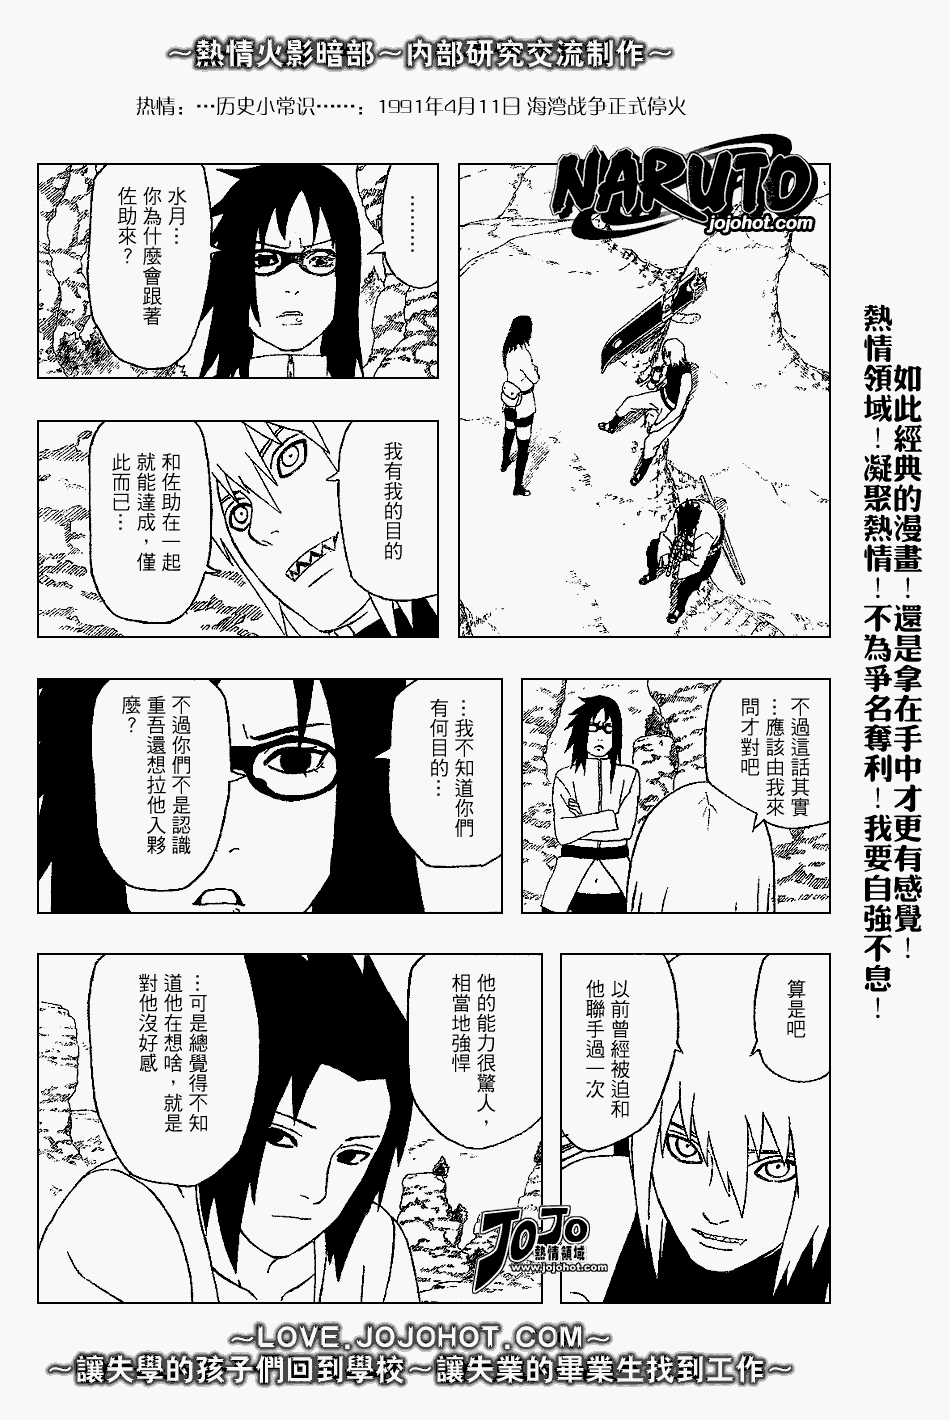 ～熱情火影暗部～内部研究交流制作～
热情：…历史小常识……：1991年4月11日 海湾战争正式停火
NARUTO
jojohot.com
………
水月…
你為什麼會跟著
佐助來？
我有我的目的
和佐助在一起
就能達成，僅
此而已…
不過這話其實
…應該由我來
問才對吧
…我不知道你們
有何目的…
不過你們不是認識
重吾還想拉他入夥
麼？
算是吧
以前曾經被迫和
他聯手過一次
他的能力很驚人，
相當地強悍
…可是總覺得不知
道他在想啥，就是
對他沒好感
如此經典的漫畫！還是拿在手中才更有感覺！
熱情領域！凝聚熱情！不為爭名奪利！我要自強不息！
JOJO
熱情領域
www.jojohot.com
～LOVE.JOJOHOT.COM～
～讓失學的孩子們回到學校～讓失業的畢業生找到工作～